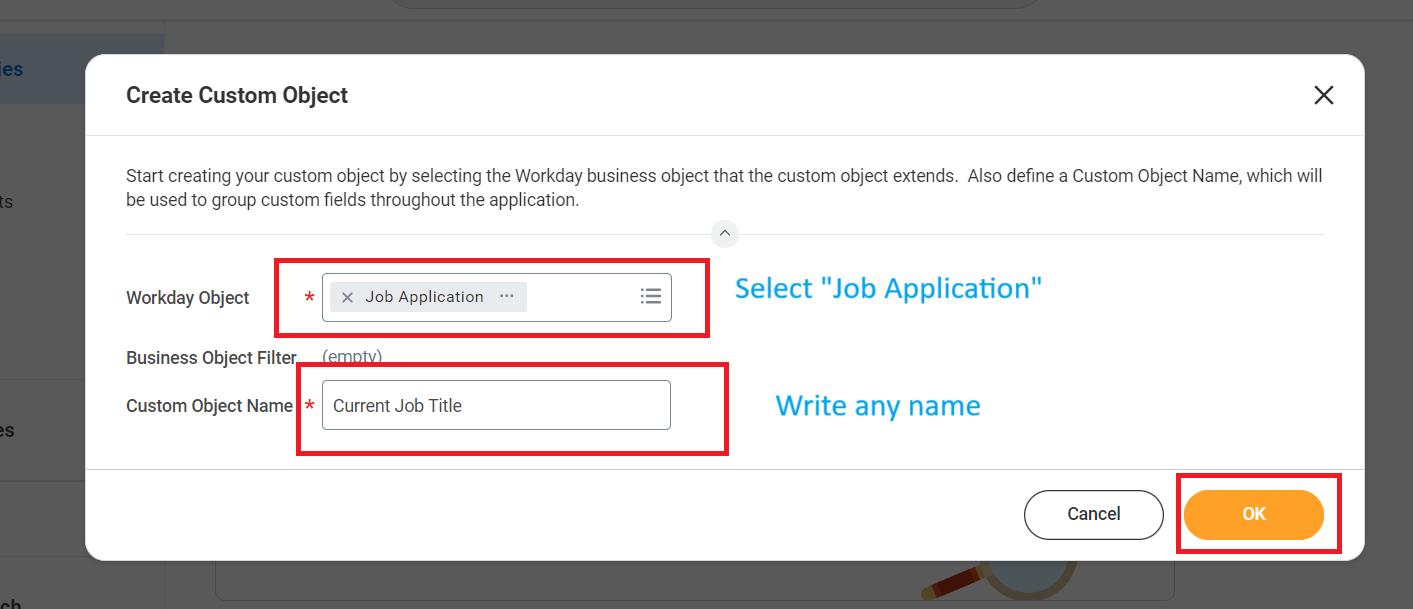 ies
Create Custom Object
Start creating your custom object by selecting the Workday business object that the custom object extends.  Also define a Custom Object Name, which will
be used to group custom fields throughout the application.
ts
Workday Object * Job Application ... Select "Job Application"
Business Object Filter (empty)
Custom Object Name * Current Job Title Write any name
es
Cancel OK
ch